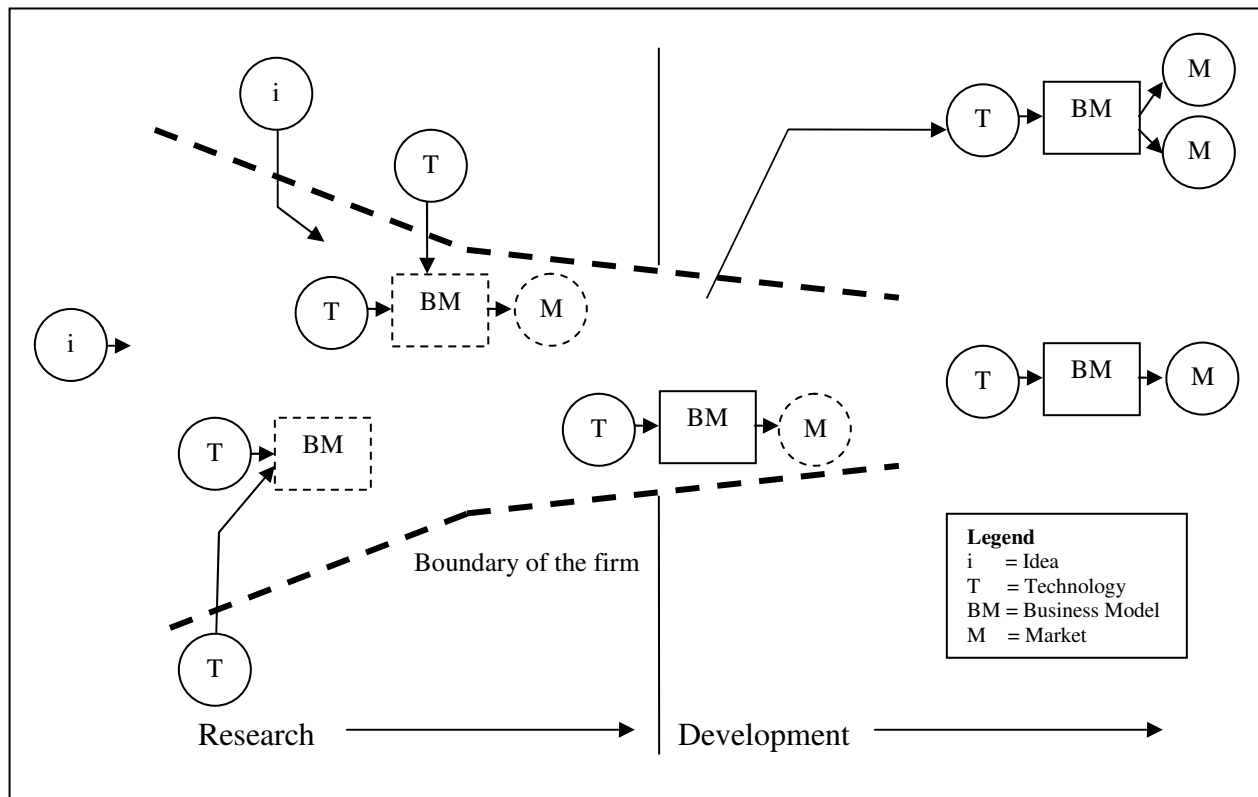 i
T
T
BM
M
M
T
BM
M
i
T
BM
M
T
BM
T
BM
M
T
Boundary of the firm
Legend
i = Idea
T = Technology
BM = Business Model
M = Market
Research
Development